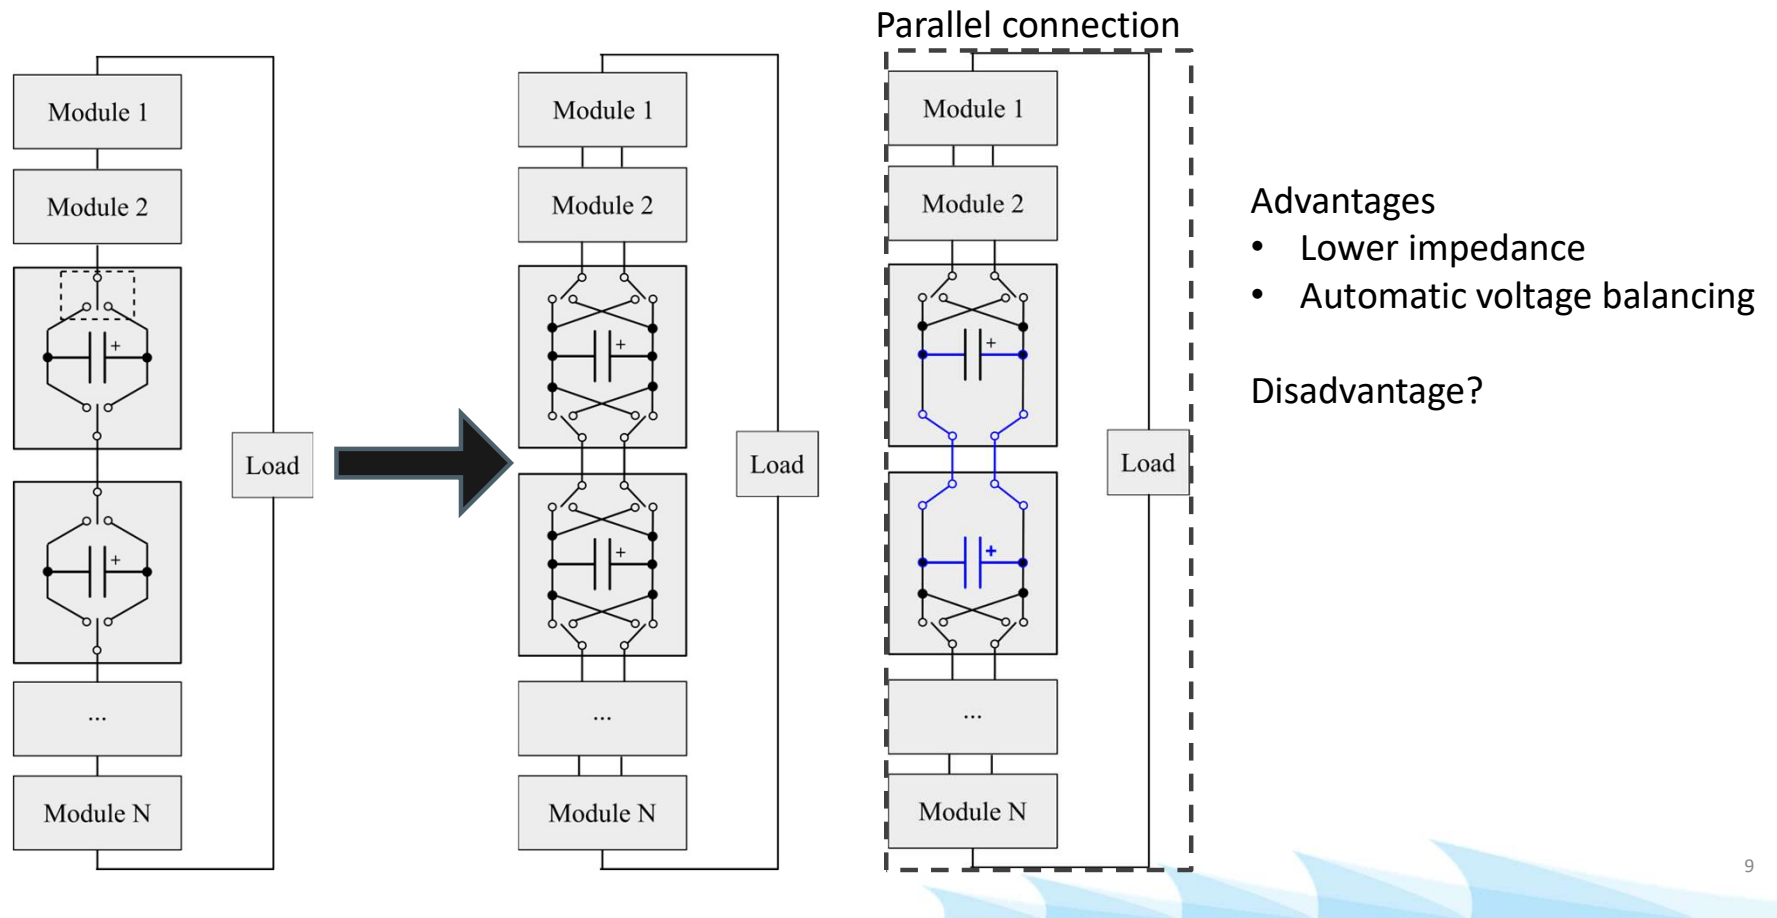 Parallel connection
Module 1
Module 2
+
+
...
Module N
Load
Module 1
Module 2
+
+
...
Module N
Load
Module 1
Module 2
+
+
...
Module N
Load
Advantages
• Lower impedance
• Automatic voltage balancing
Disadvantage?
9